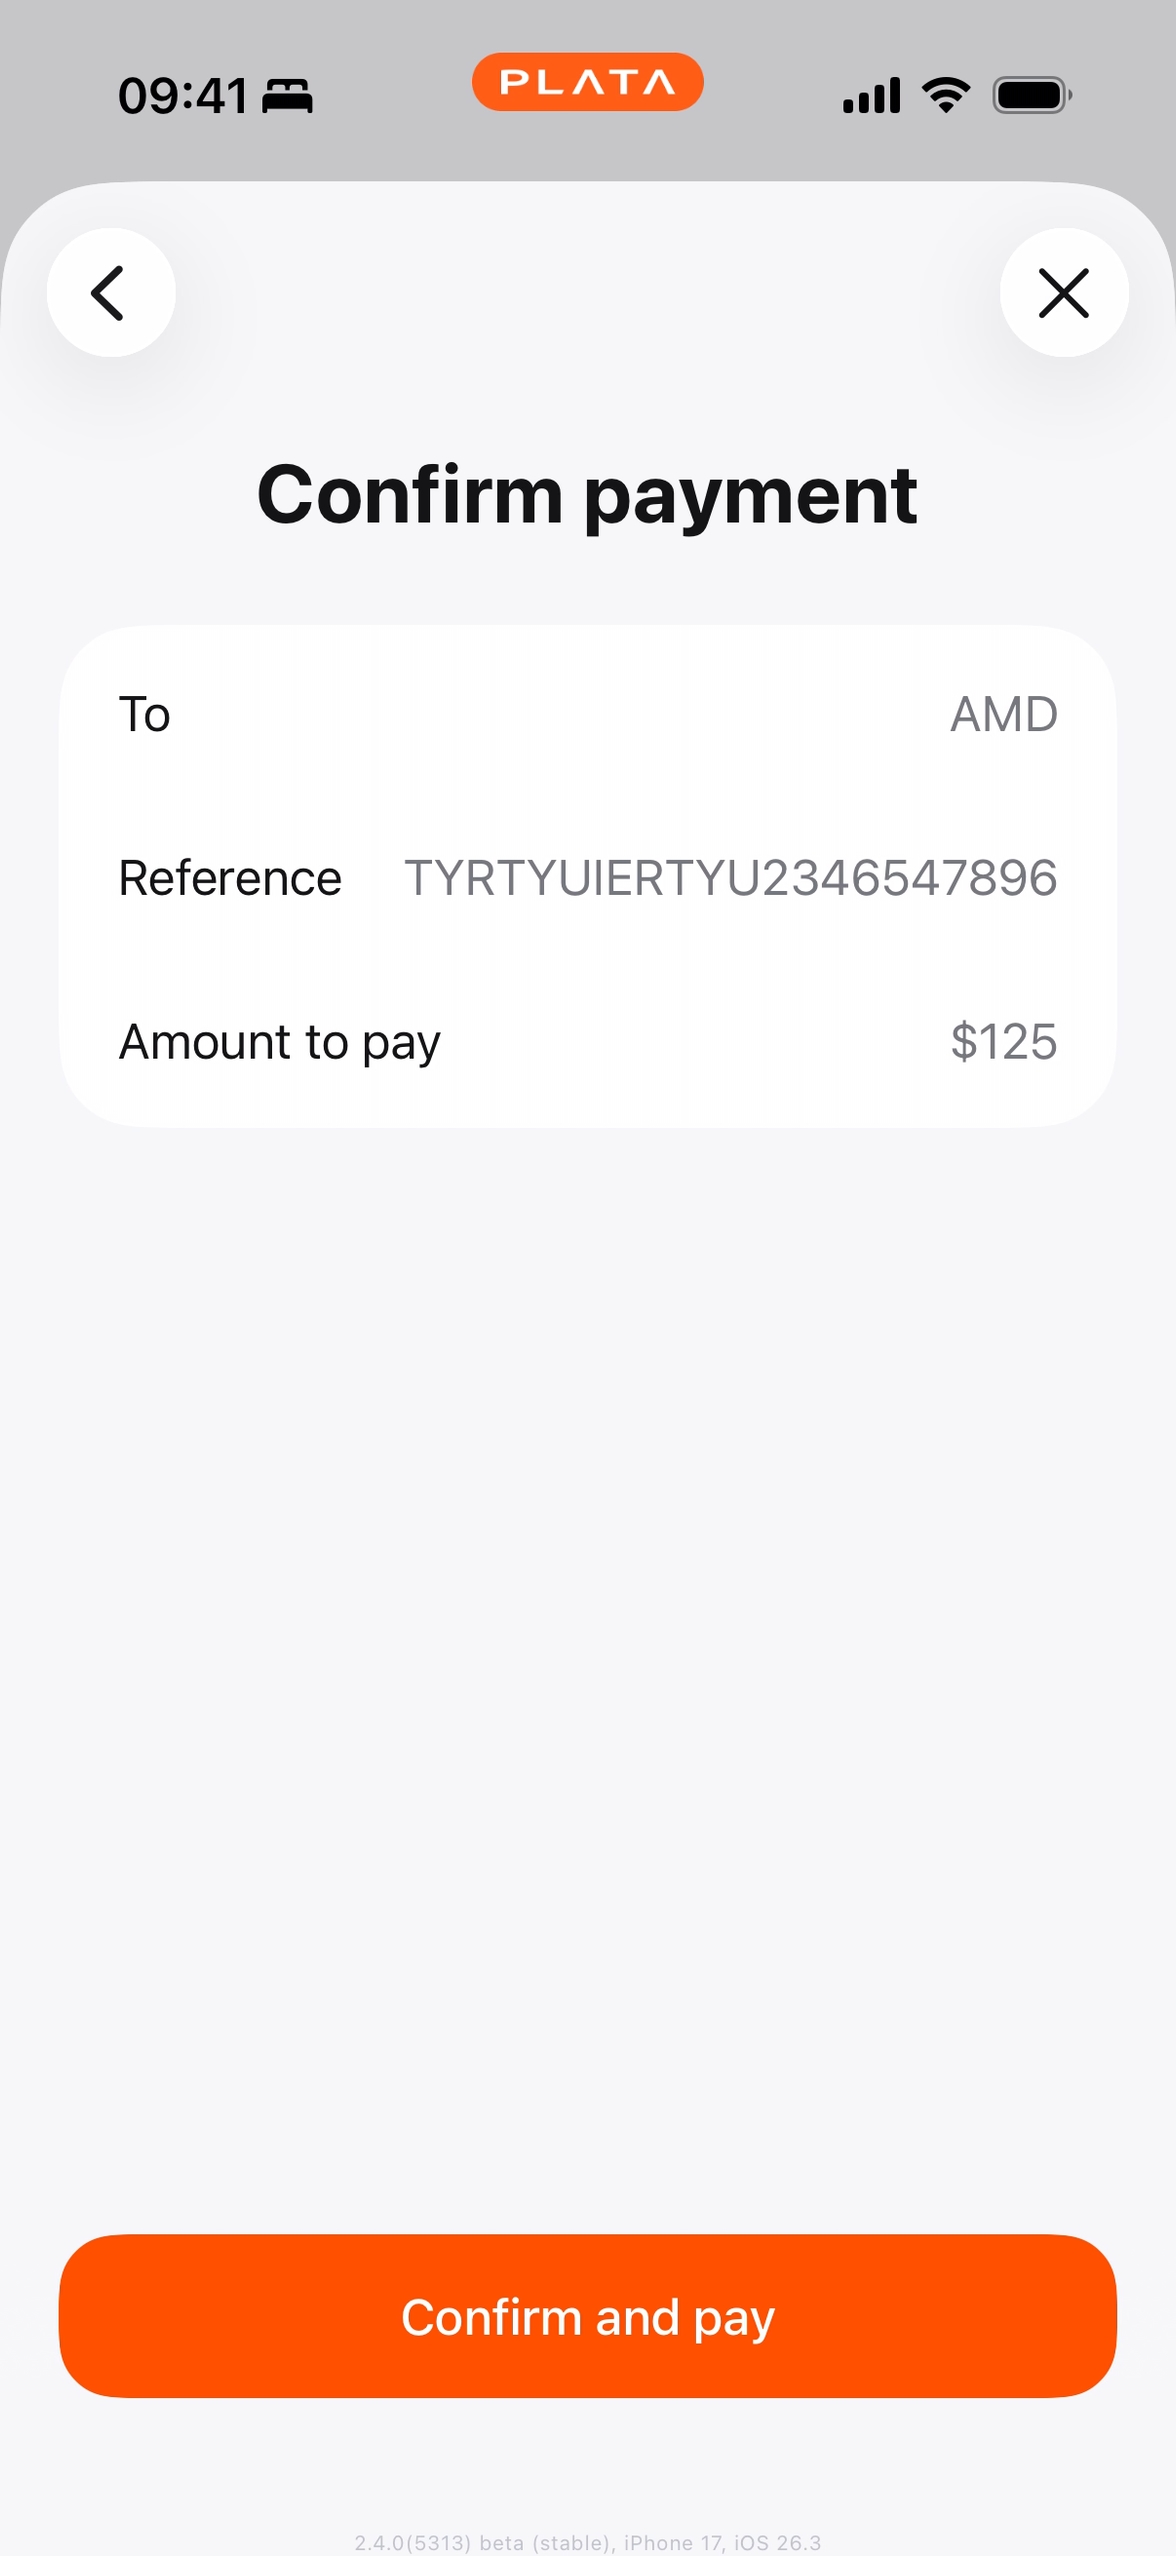 09:41
PLATA
Confirm payment
To AMD
Reference TYRTYUIERTYU2346547896
Amount to pay $125
Confirm and pay
2.4.0(5313) beta (stable), iPhone 17, iOS 26.3